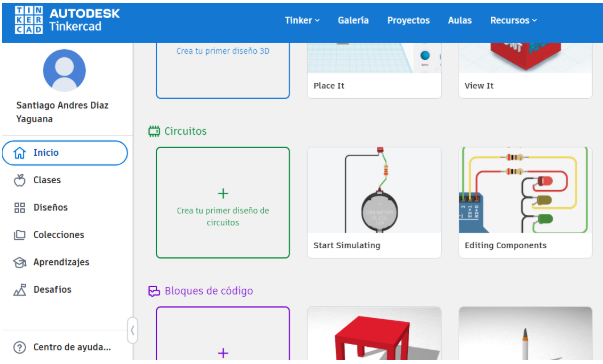 TIN
KER
CAD
AUTODESK
Tinkercad
Tinker
Galería
Proyectos
Aulas
Recursos
Santiago Andres Diaz
Yaguana
Inicio
Clases
Diseños
Colecciones
Aprendizajes
Desafíos
Centro de ayuda...
Crea tu primer diseño 3D
Place It
View It
Circuitos
+
Crea tu primer diseño de
circuitos
Start Simulating
Editing Components
Bloques de código
+